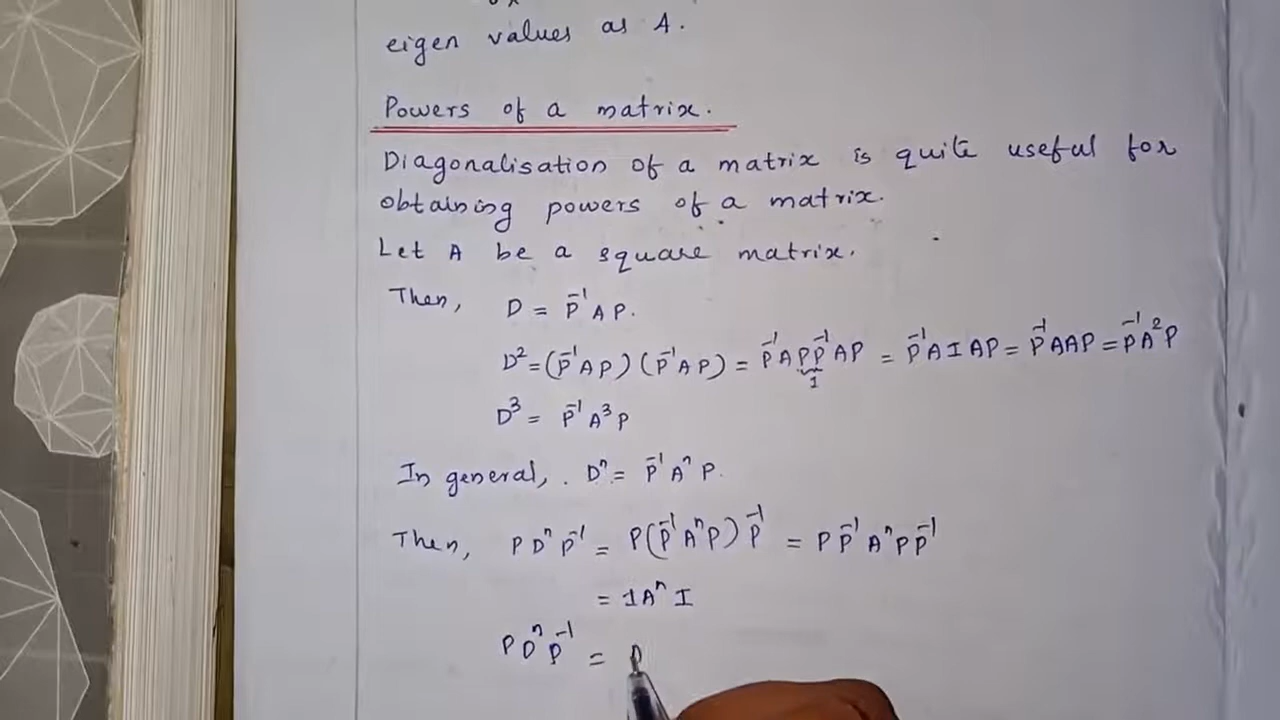 eigen values as A.
Powers of a matrix.
Diagonalisation of a matrix is quite useful for
obtaining powers of a matrix.
Let A be a square matrix.
Then, D = P⁻¹AP.
D² = (P⁻¹AP)(P⁻¹AP) = P⁻¹APP⁻¹AP = P⁻¹AIAP = P⁻¹AAP = P⁻¹A²P
I
D³ = P⁻¹A³P
In general, . Dⁿ = P⁻¹AⁿP.
Then, PDⁿP⁻¹ = P(P⁻¹AⁿP)P⁻¹ = PP⁻¹AⁿPP⁻¹
= IAⁿI
PDⁿP⁻¹ =